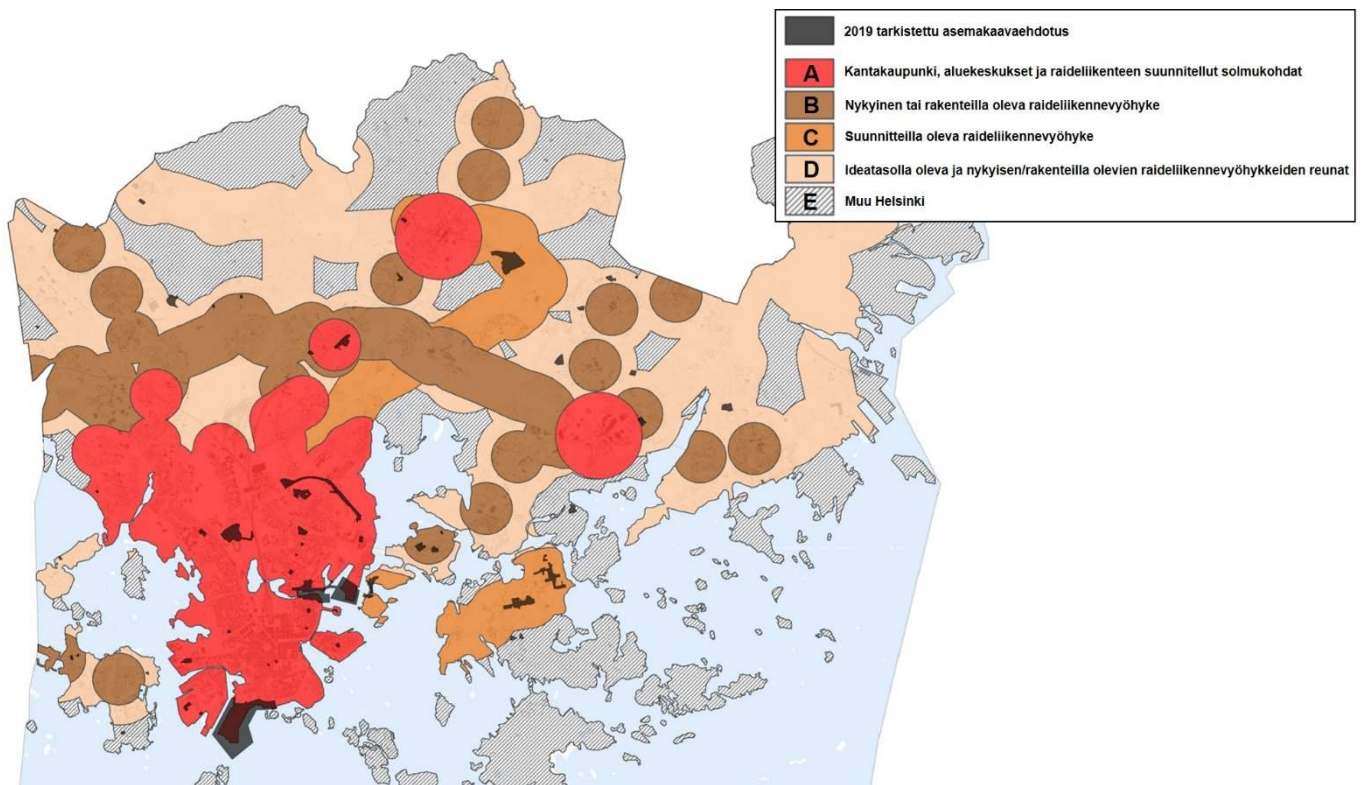 2019 tarkistettu asemakaavaehdotus
A Kantakaupunki, aluekeskukset ja raideliikenteen suunnitellut solmukohdat
B Nykyinen tai rakenteilla oleva raideliikennevyöhyke
C Suunnitteilla oleva raideliikennevyöhyke
D Ideatasolla oleva ja nykyisen/rakenteilla olevien raideliikennevyöhykkeiden reunat
E Muu Helsinki